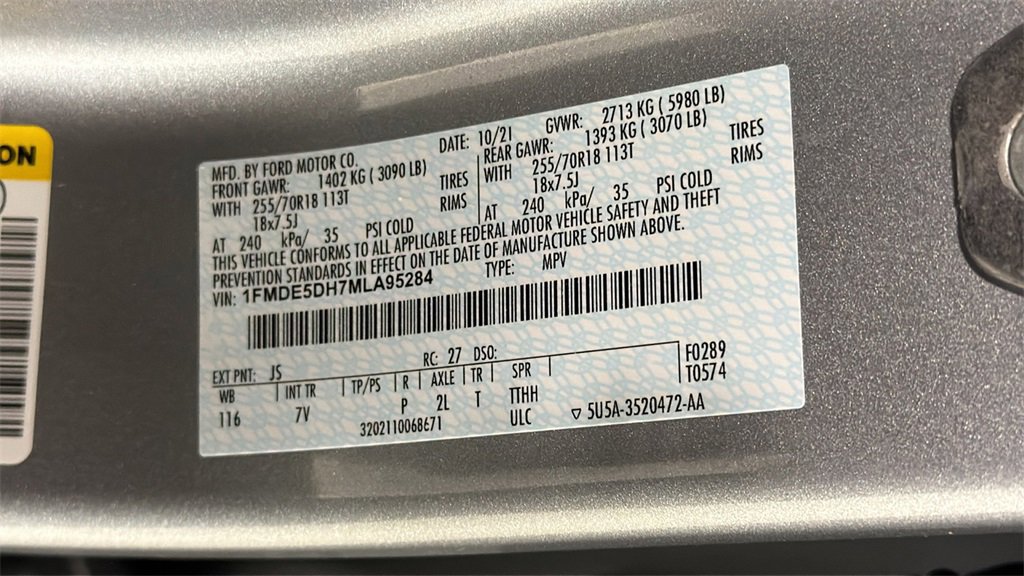 ON
MFD. BY FORD MOTOR CO.
DATE: 10/21 GVWR: 2713 KG ( 5980 LB)
FRONT GAWR: 1402 KG ( 3090 LB)
WITH 255/70R18 113T TIRES
18x7.5J RIMS
AT 240 kPa/ 35 PSI COLD
REAR GAWR: 1393 KG ( 3070 LB)
WITH 255/70R18 113T TIRES
18x7.5J RIMS
AT 240 kPa/ 35 PSI COLD
THIS VEHICLE CONFORMS TO ALL APPLICABLE FEDERAL MOTOR VEHICLE SAFETY AND THEFT
PREVENTION STANDARDS IN EFFECT ON THE DATE OF MANUFACTURE SHOWN ABOVE.
VIN: 1FMDE5DH7MLA95284 TYPE: MPV
EXT PNT: JS RC: 27 DSO: F0289
WB INT TR TP/PS R AXLE TR SPR T0574
116 7V P 2L T TTHH
3202110068671 ULC ▽ 5U5A-3520472-AA